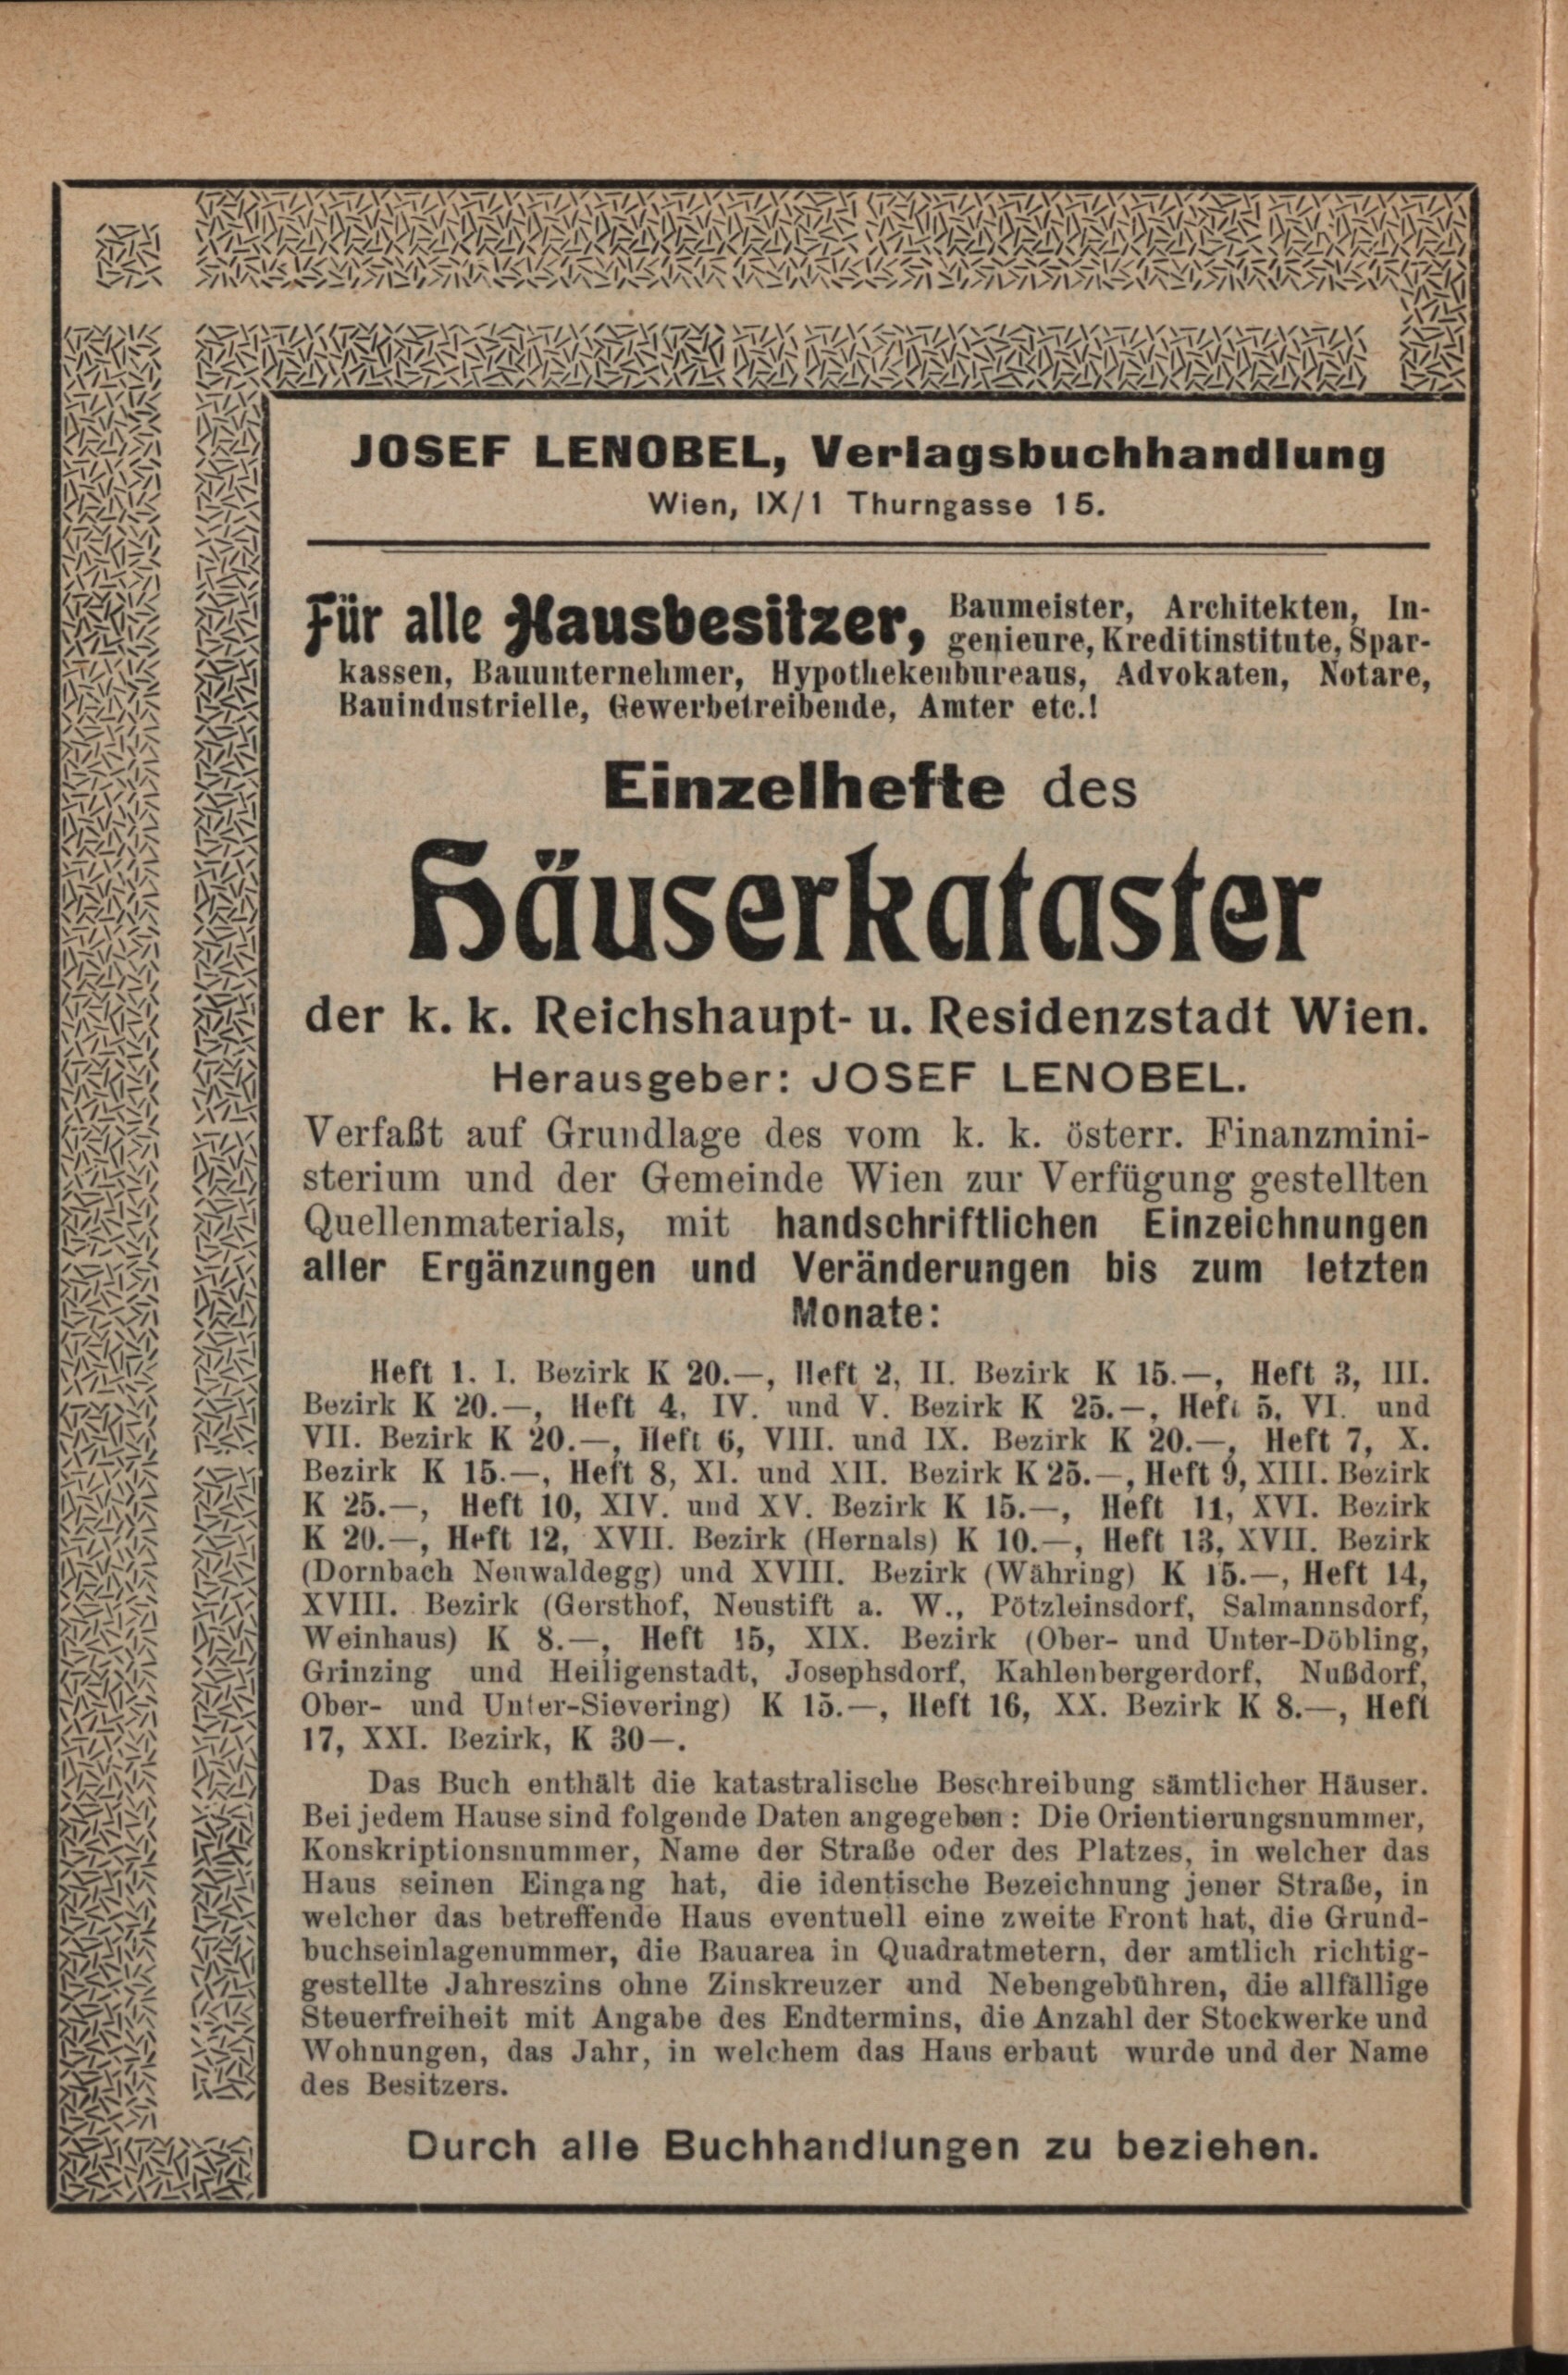 JOSEF LENOBEL, Verlagsbuchhandlung
Wien, IX/1 Thurngasse 15.
Für alle Hausbesitzer, Baumeister, Architekten, In-
genieure, Kreditinstitute, Spar-
kassen, Bauunternehmer, Hypothekenbureaus, Advokaten, Notare,
Bauindustrielle, Gewerbetreibende, Amter etc.!
Einzelhefte des
Häuserkataster
der k. k. Reichshaupt- u. Residenzstadt Wien.
Herausgeber: JOSEF LENOBEL.
Verfaßt auf Grundlage des vom k. k. österr. Finanzmini-
sterium und der Gemeinde Wien zur Verfügung gestellten
Quellenmaterials, mit handschriftlichen Einzeichnungen
aller Ergänzungen und Veränderungen bis zum letzten
Monate:
Heft 1. I. Bezirk K 20.—, Heft 2, II. Bezirk K 15.—, Heft 3, III.
Bezirk K 20.—, Heft 4, IV. und V. Bezirk K 25.—, Heft 5, VI. und
VII. Bezirk K 20.—, Heft 6, VIII. und IX. Bezirk K 20.—, Heft 7, X.
Bezirk K 15.—, Heft 8, XI. und XII. Bezirk K 25.—, Heft 9, XIII. Bezirk
K 25.—, Heft 10, XIV. und XV. Bezirk K 15.—, Heft 11, XVI. Bezirk
K 20.—, Heft 12, XVII. Bezirk (Hernals) K 10.—, Heft 13, XVII. Bezirk
(Dornbach Neuwaldegg) und XVIII. Bezirk (Währing) K 15.—, Heft 14,
XVIII. Bezirk (Gersthof, Neustift a. W., Pötzleinsdorf, Salmannsdorf,
Weinhaus) K 8.—, Heft 15, XIX. Bezirk (Ober- und Unter-Döbling,
Grinzing und Heiligenstadt, Josephsdorf, Kahlenbergerdorf, Nußdorf,
Ober- und Unter-Sievering) K 15.—, Heft 16, XX. Bezirk K 8.—, Heft
17, XXI. Bezirk, K 30—.
Das Buch enthält die katastralische Beschreibung sämtlicher Häuser.
Bei jedem Hause sind folgende Daten angegeben: Die Orientierungsnummer,
Konskriptionsnummer, Name der Straße oder des Platzes, in welcher das
Haus seinen Eingang hat, die identische Bezeichnung jener Straße, in
welcher das betreffende Haus eventuell eine zweite Front hat, die Grund-
buchseinlagenummer, die Bauarea in Quadratmetern, der amtlich richtig-
gestellte Jahreszins ohne Zinskreuzer und Nebengebühren, die allfällige
Steuerfreiheit mit Angabe des Endtermins, die Anzahl der Stockwerke und
Wohnungen, das Jahr, in welchem das Haus erbaut wurde und der Name
des Besitzers.
Durch alle Buchhandlungen zu beziehen.